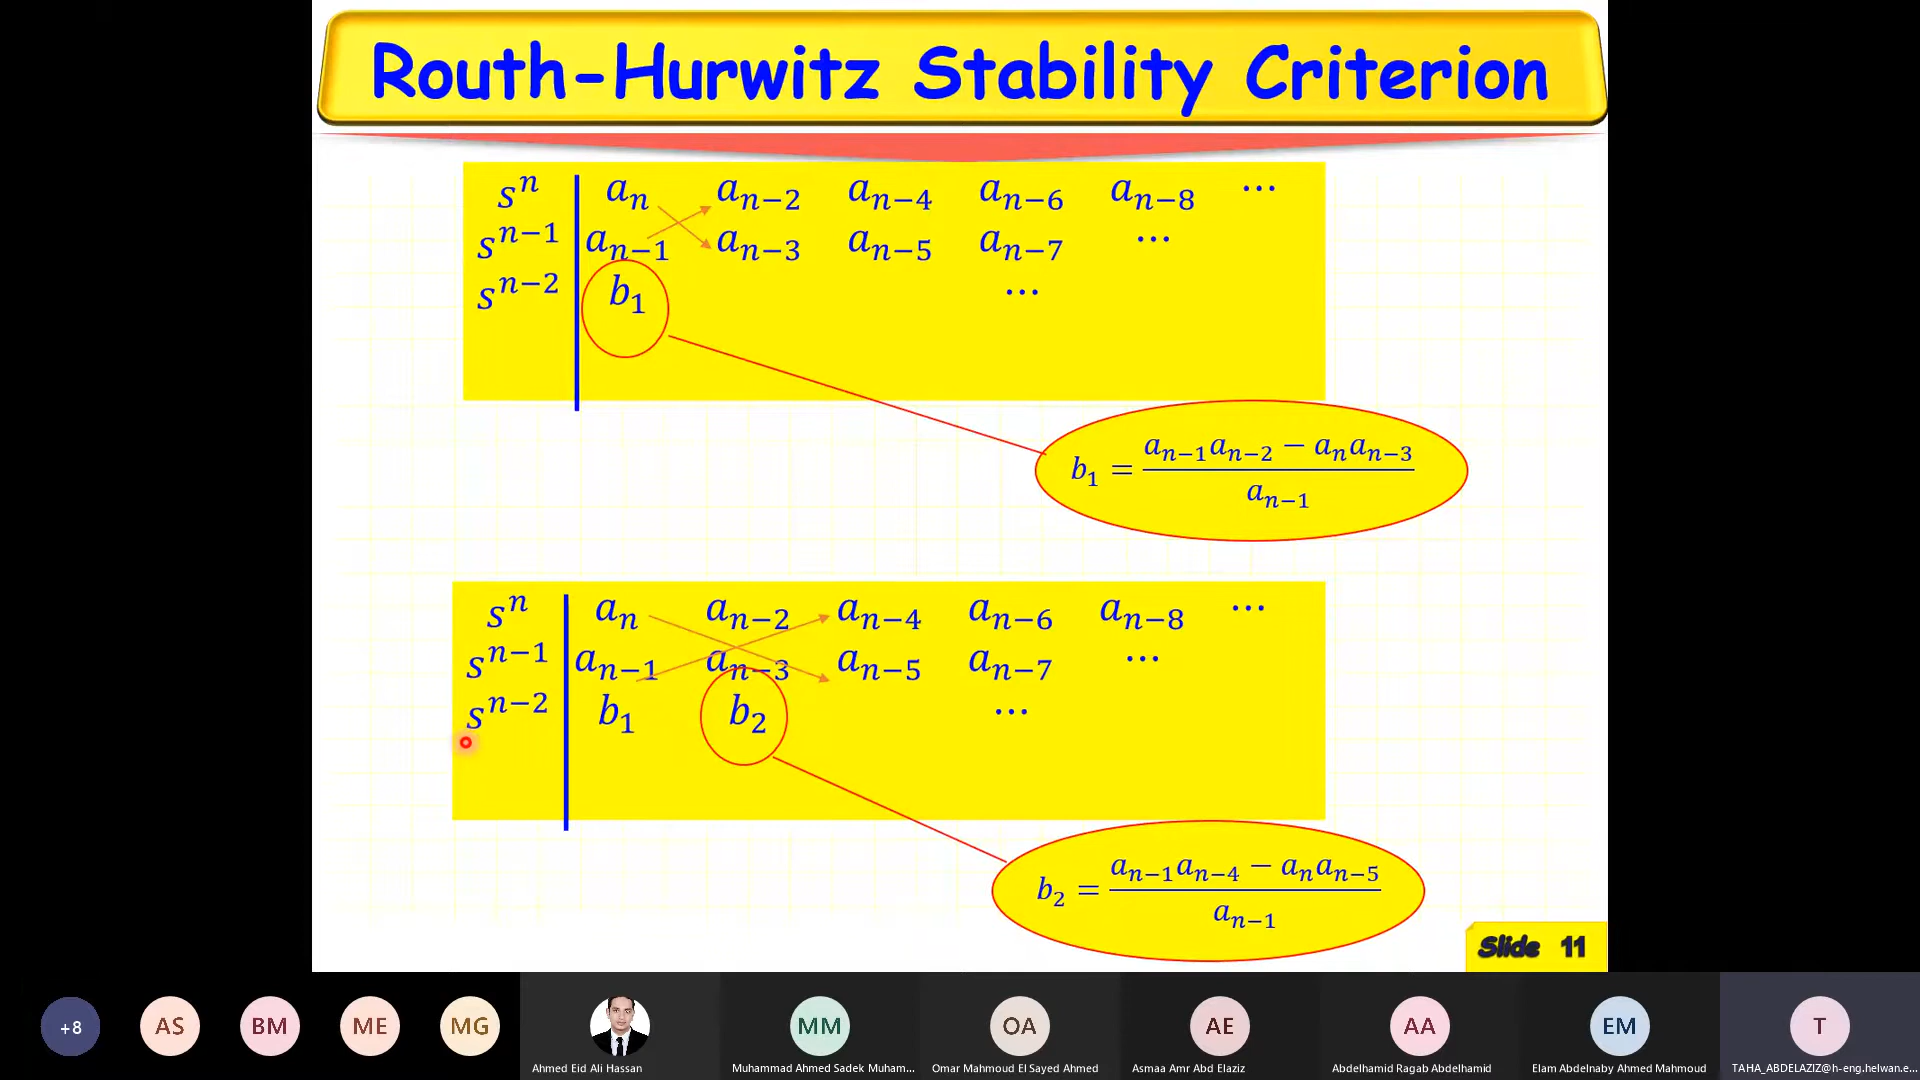 Routh-Hurwitz Stability Criterion
sⁿ aₙ aₙ₋₂ aₙ₋₄ aₙ₋₆ aₙ₋₈ ⋯
sⁿ⁻¹ aₙ₋₁ aₙ₋₃ aₙ₋₅ aₙ₋₇ ⋯
sⁿ⁻² b₁ ⋯
b₁ = (aₙ₋₁aₙ₋₂ − aₙaₙ₋₃) / aₙ₋₁
sⁿ aₙ aₙ₋₂ aₙ₋₄ aₙ₋₆ aₙ₋₈ ⋯
sⁿ⁻¹ aₙ₋₁ aₙ₋₃ aₙ₋₅ aₙ₋₇ ⋯
sⁿ⁻² b₁ b₂ ⋯
b₂ = (aₙ₋₁aₙ₋₄ − aₙaₙ₋₅) / aₙ₋₁
Slide 11
+8 AS BM ME MG MM OA AE AA EM T
Ahmed Eid Ali Hassan Muhammad Ahmed Sadek Muham... Omar Mahmoud El Sayed Ahmed Asmaa Amr Abd Elaziz Abdelhamid Ragab Abdelhamid Elam Abdelnaby Ahmed Mahmoud TAHA_ABDELAZIZ@h-eng.helwan.e...